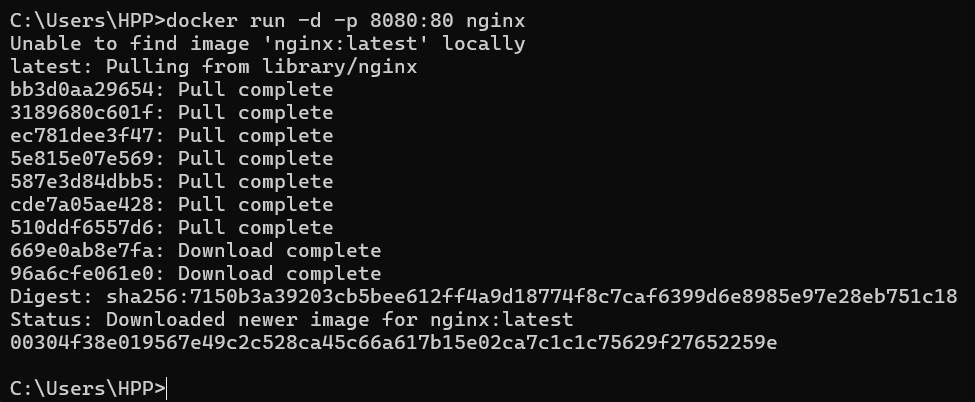 C:\Users\HPP>docker run -d -p 8080:80 nginx
Unable to find image 'nginx:latest' locally
latest: Pulling from library/nginx
bb3d0aa29654: Pull complete
3189680c601f: Pull complete
ec781dee3f47: Pull complete
5e815e07e569: Pull complete
587e3d84dbb5: Pull complete
cde7a05ae428: Pull complete
510ddf6557d6: Pull complete
669e0ab8e7fa: Download complete
96a6cfe061e0: Download complete
Digest: sha256:7150b3a39203cb5bee612ff4a9d18774f8c7caf6399d6e8985e97e28eb751c18
Status: Downloaded newer image for nginx:latest
00304f38e019567e49c2c528ca45c66a617b15e02ca7c1c1c75629f27652259e
C:\Users\HPP>